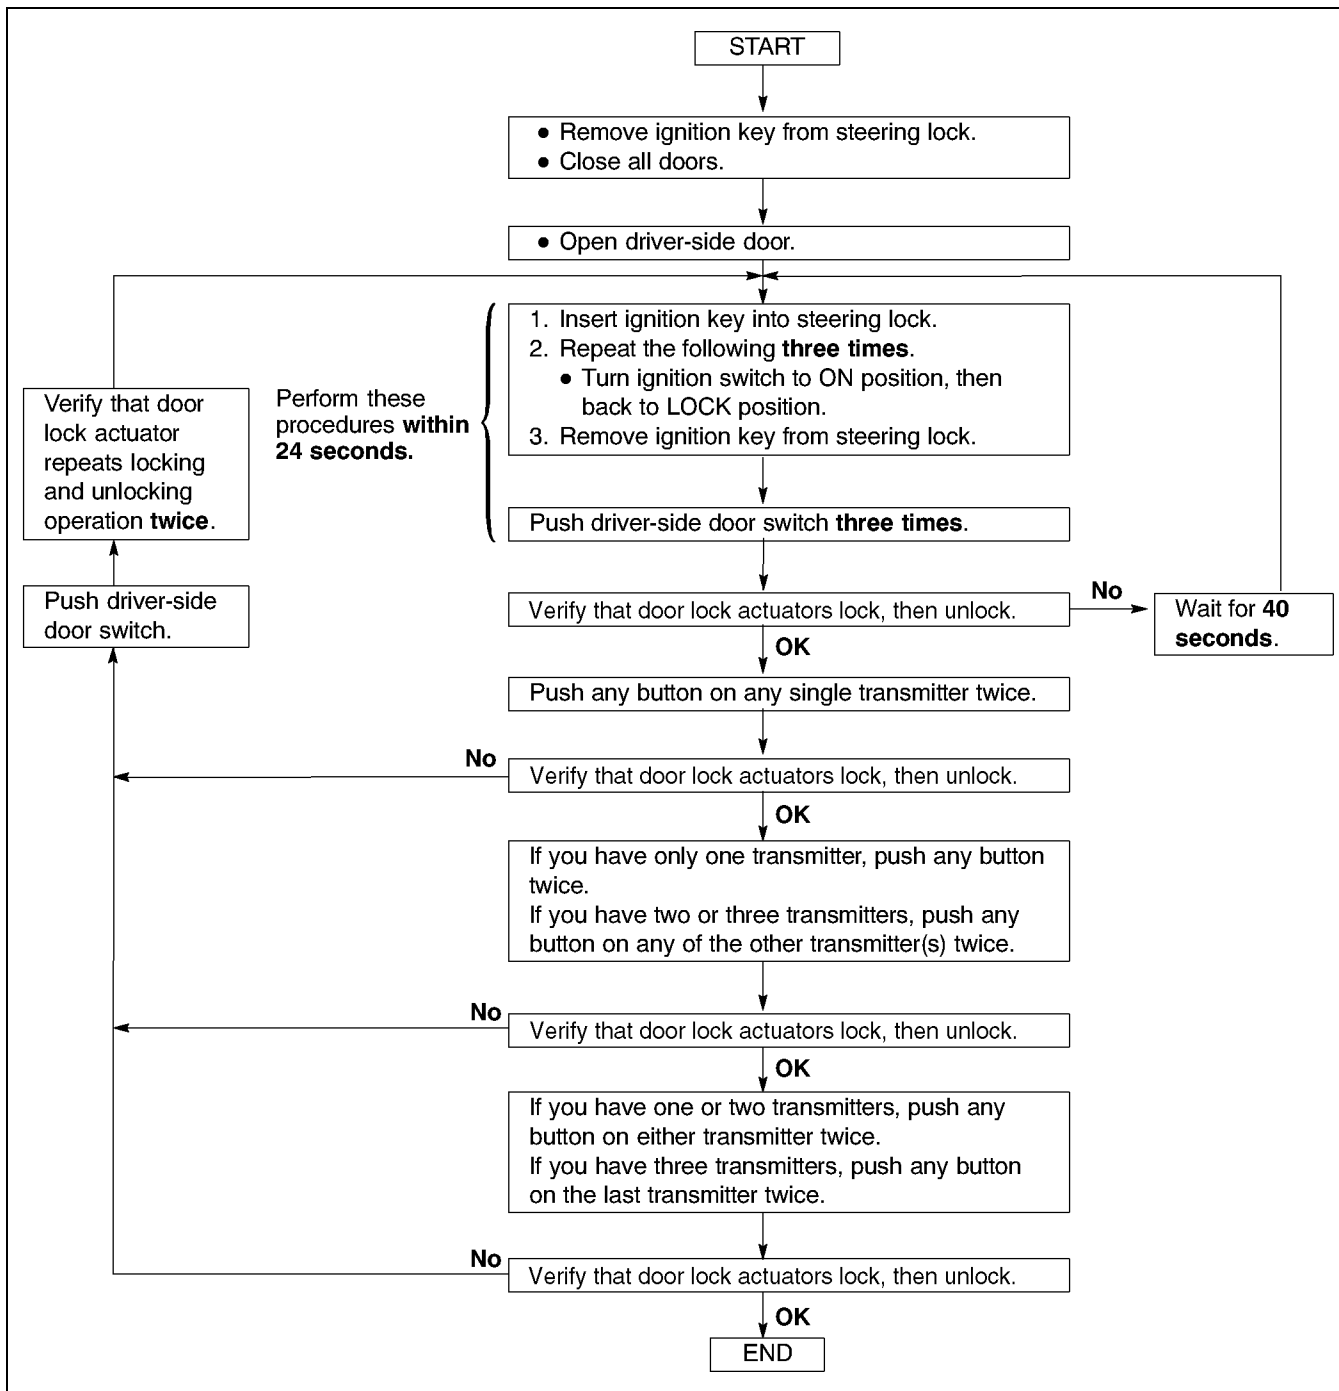 START
● Remove ignition key from steering lock.
● Close all doors.
● Open driver-side door.
1. Insert ignition key into steering lock.
2. Repeat the following three times.
● Turn ignition switch to ON position, then
back to LOCK position.
3. Remove ignition key from steering lock.
Perform these
procedures within
24 seconds.
Verify that door
lock actuator
repeats locking
and unlocking
operation twice.
Push driver-side door switch three times.
Push driver-side
door switch.
Verify that door lock actuators lock, then unlock.
No
Wait for 40
seconds.
OK
Push any button on any single transmitter twice.
No
Verify that door lock actuators lock, then unlock.
OK
If you have only one transmitter, push any button
twice.
If you have two or three transmitters, push any
button on any of the other transmitter(s) twice.
No
Verify that door lock actuators lock, then unlock.
OK
If you have one or two transmitters, push any
button on either transmitter twice.
If you have three transmitters, push any button
on the last transmitter twice.
No
Verify that door lock actuators lock, then unlock.
OK
END